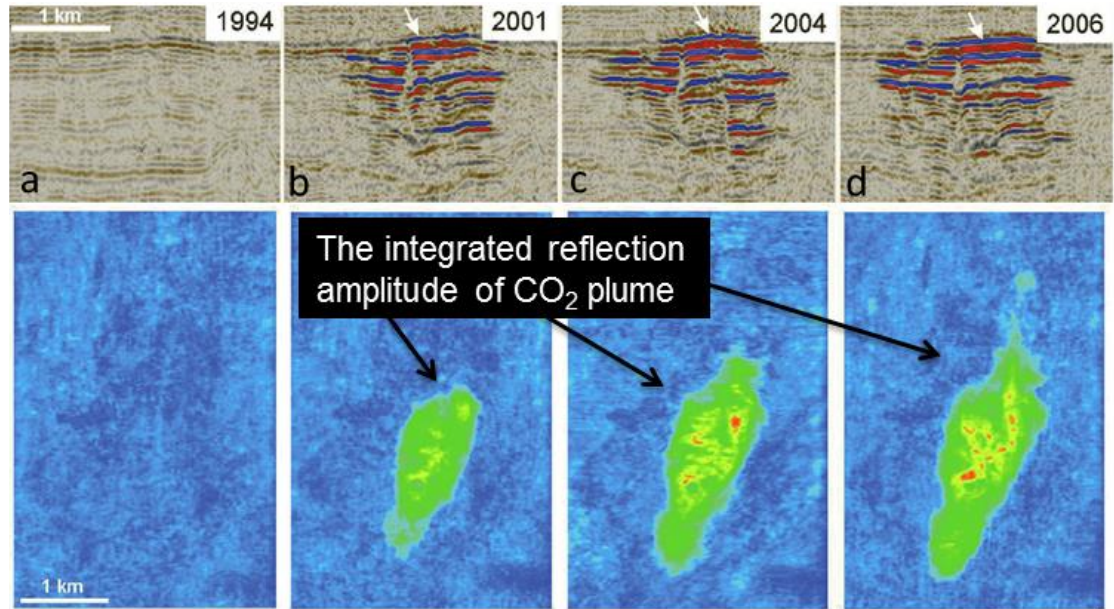 1 km
1994
2001
2004
2006
a
b
c
d
The integrated reflection
amplitude of CO₂ plume
1 km